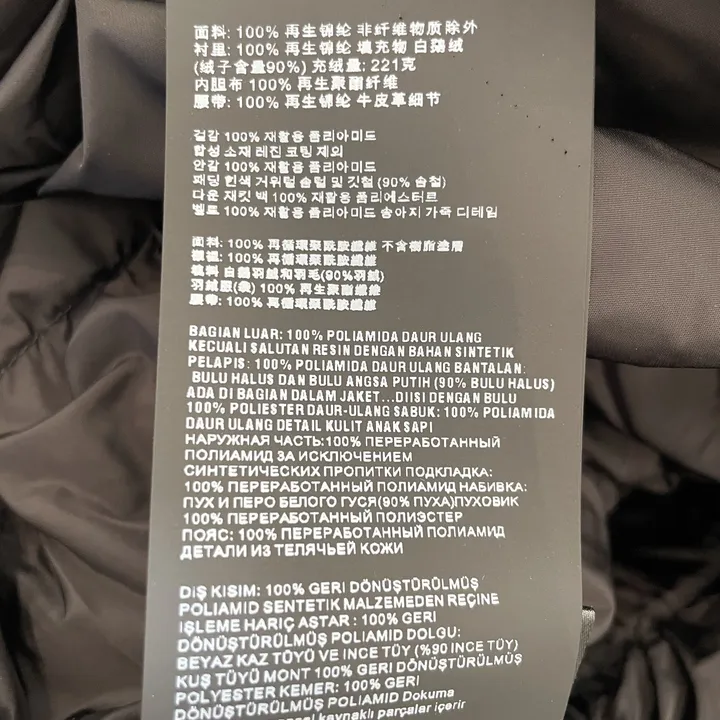 面料: 100% 再生锦纶 非纤维物质除外
衬里: 100% 再生锦纶 填充物 白鹅绒
(绒子含量90%) 充绒量: 221克
内胆布 100% 再生聚酯纤维
腰带: 100% 再生锦纶 牛皮革细节
겉감 100% 재활용 폴리아미드
합성 소재 레진 코팅 제외
안감 100% 재활용 폴리아미드
패딩 흰색 거위털 솜털 및 깃털 (90% 솜털)
다운 재킷 백 100% 재활용 폴리에스터르
벨트 100% 재활용 폴리아미드 송아지 가죽 디테일
面料: 100% 再循環聚酰胺纖維 不含樹脂塗層
襯裡: 100% 再循環聚酰胺纖維
填料 白鵝羽絨和羽毛(90%羽絨)
羽絨服(袋) 100% 再生聚酯纖維
腰帶: 100% 再循環聚酰胺纖維
BAGIAN LUAR: 100% POLIAMIDA DAUR ULANG
KECUALI SALUTAN RESIN DENGAN BAHAN SINTETIK
PELAPIS: 100% POLIAMIDA DAUR ULANG BANTALAN:
BULU HALUS DAN BULU ANGSA PUTIH (90% BULU HALUS)
ADA DI BAGIAN DALAM JAKET...DIISI DENGAN BULU
100% POLIESTER DAUR-ULANG SABUK: 100% POLIAMIDA
DAUR ULANG DETAIL KULIT ANAK SAPI
НАРУЖНАЯ ЧАСТЬ:100% ПЕРЕРАБОТАННЫЙ
ПОЛИАМИД ЗА ИСКЛЮЧЕНИЕМ
СИНТЕТИЧЕСКИХ ПРОПИТКИ ПОДКЛАДКА:
100% ПЕРЕРАБОТАННЫЙ ПОЛИАМИД НАБИВКА:
ПУХ И ПЕРО БЕЛОГО ГУСЯ(90% ПУХА)ПУХОВИК
100% ПЕРЕРАБОТАННЫЙ ПОЛИЭСТЕР
ПОЯС: 100% ПЕРЕРАБОТАННЫЙ ПОЛИАМИД
ДЕТАЛИ ИЗ ТЕЛЯЧЬЕЙ КОЖИ
DIŞ KISIM: 100% GERI DÖNÜŞTÜRÜLMÜŞ
POLIAMID SENTETIK MALZEMEDEN REÇINE
IŞLEME HARIÇ ASTAR : 100% GERI
DÖNÜŞTÜRÜLMÜŞ POLIAMID DOLGU:
BEYAZ KAZ TÜYÜ VE INCE TÜY (%90 INCE TÜY)
KUŞ TÜYÜ MONT 100% GERI DÖNÜŞTÜRÜLMÜŞ
POLYESTER KEMER: 100% GERI
DÖNÜŞTÜRÜLMÜŞ POLIAMID Dokuma
kaynaklı parçalar içerir